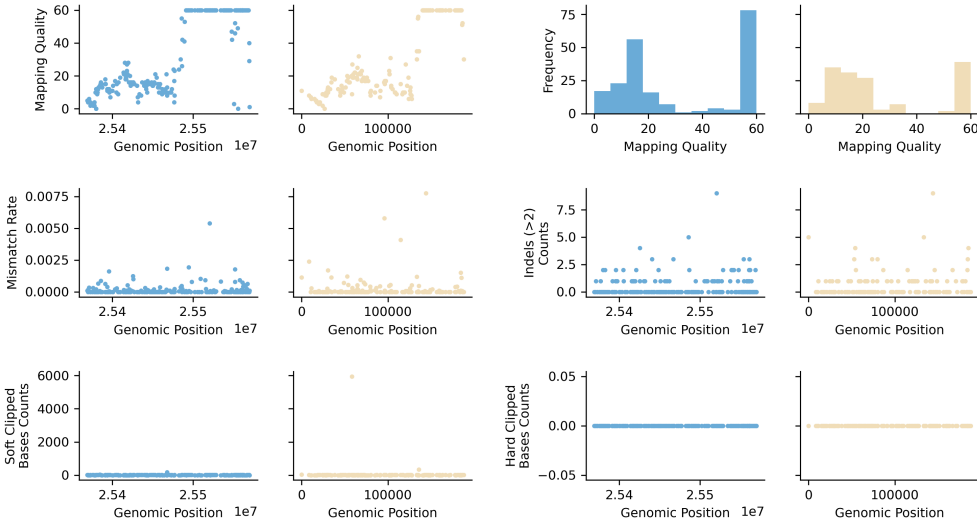 Mapping Quality
60
40
20
0
2.54
2.55
Genomic Position 1e7
0
100000
Genomic Position
Frequency
75
50
25
0
0
20
40
60
Mapping Quality
0
20
40
60
Mapping Quality
Mismatch Rate
0.0075
0.0050
0.0025
0.0000
2.54
2.55
Genomic Position 1e7
0
100000
Genomic Position
Indels (>2)
Counts
7.5
5.0
2.5
0.0
2.54
2.55
Genomic Position 1e7
0
100000
Genomic Position
Soft Clipped
Bases Counts
6000
4000
2000
0
2.54
2.55
Genomic Position 1e7
0
100000
Genomic Position
Hard Clipped
Bases Counts
0.05
0.00
−0.05
2.54
2.55
Genomic Position 1e7
0
100000
Genomic Position